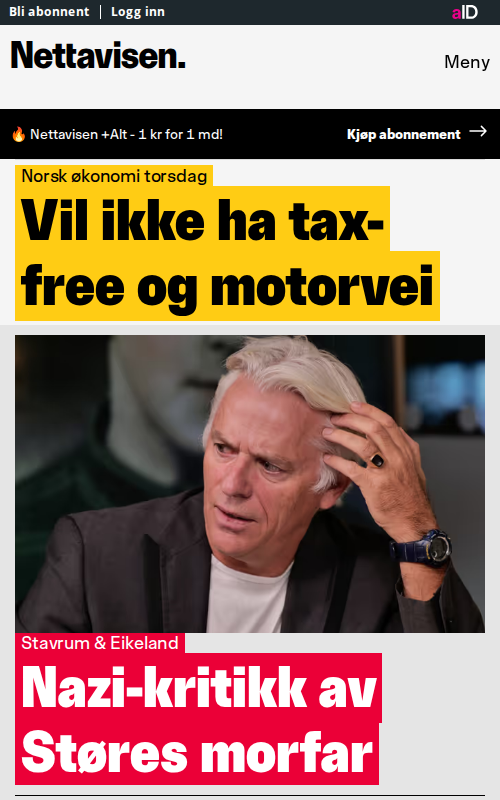 Bli abonnent | Logg inn
aID
Nettavisen.
Meny
🔥 Nettavisen +Alt - 1 kr for 1 md!
Kjøp abonnement →
Norsk økonomi torsdag
Vil ikke ha tax-
free og motorvei
Stavrum & Eikeland
Nazi-kritikk av
Støres morfar